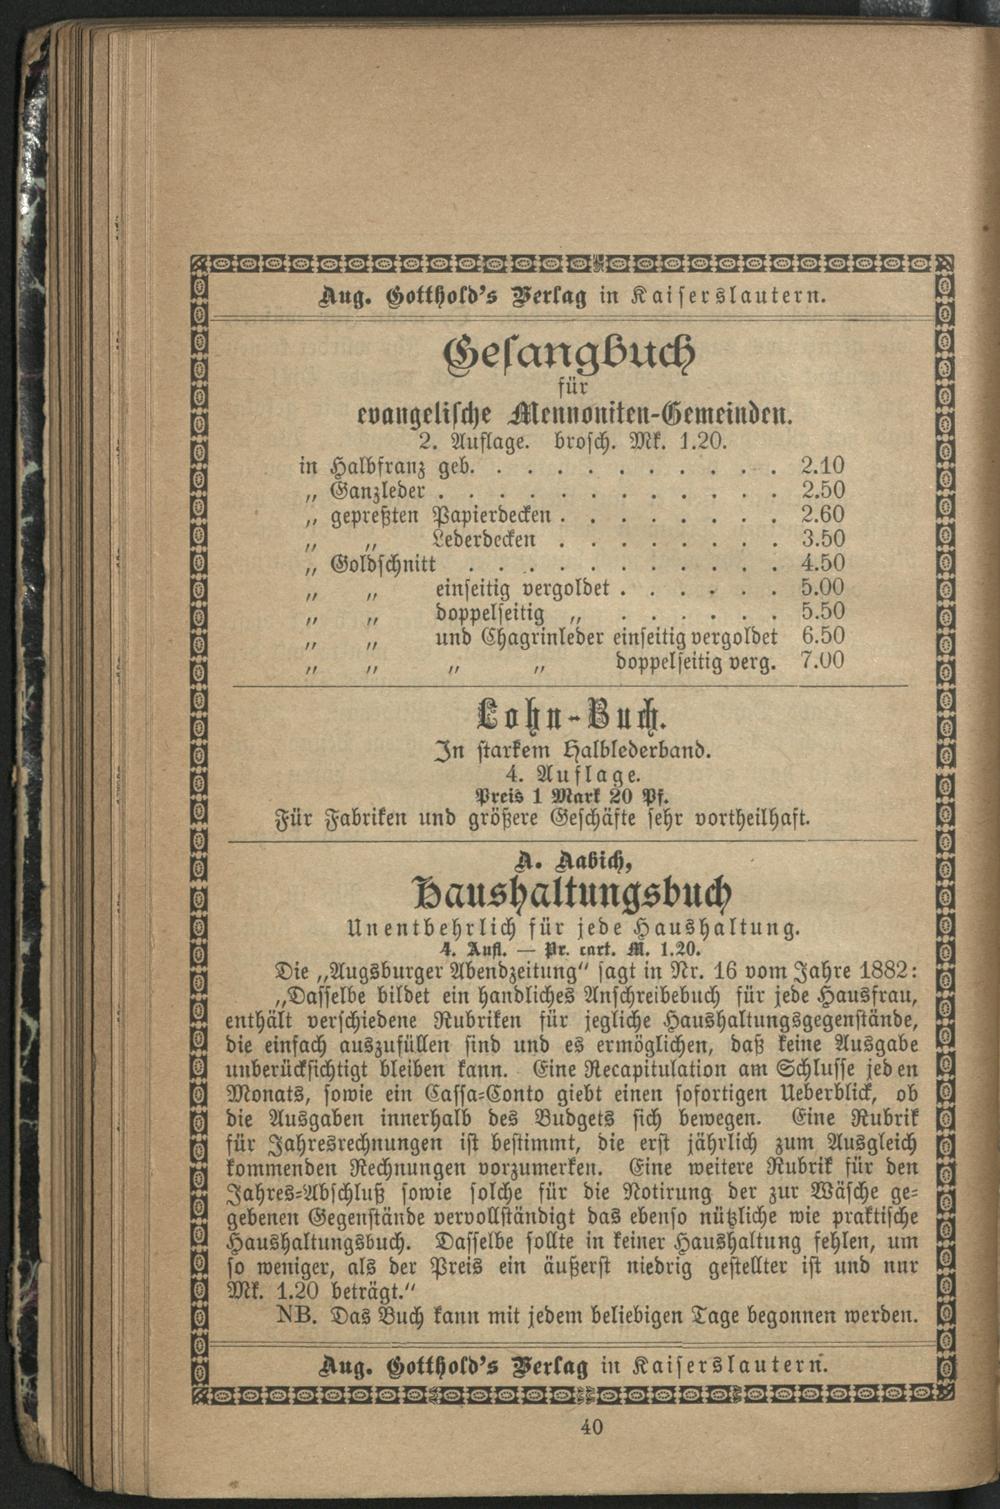 Aug. Gotthold's Verlag in Kaiserslautern.
Gesangbuch
für
evangelische Mennoniten-Gemeinden.
2. Auflage. brosch. Mk. 1.20.
in Halbfranz geb. . . . . . . . . . . . 2.10
„ Ganzleder . . . . . . . . . . . . 2.50
„ gepreßten Papierdecken . . . . . . . . 2.60
„ „ Lederdecken . . . . . . . . 3.50
„ Goldschnitt . . . . . . . . . . . 4.50
„ „ einseitig vergoldet . . . . . . 5.00
„ „ doppelseitig „ . . . . . . 5.50
„ „ und Chagrinleder einseitig vergoldet 6.50
„ „ „ „ doppelseitig verg. 7.00
Lohn-Buch.
In starkem Halblederband.
4. Auflage.
Preis 1 Mark 20 Pf.
Für Fabriken und größere Geschäfte sehr vortheilhaft.
A. Aabich,
Haushaltungsbuch
Unentbehrlich für jede Haushaltung.
4. Aufl. — Pr. cart. M. 1.20.
Die „Augsburger Abendzeitung“ sagt in Nr. 16 vom Jahre 1882:
„Dasselbe bildet ein handliches Anschreibebuch für jede Hausfrau,
enthält verschiedene Rubriken für jegliche Haushaltungsgegenstände,
die einfach auszufüllen sind und es ermöglichen, daß keine Ausgabe
unberücksichtigt bleiben kann. Eine Recapitulation am Schlusse jeden
Monats, sowie ein Cassa-Conto giebt einen sofortigen Ueberblick, ob
die Ausgaben innerhalb des Budgets sich bewegen. Eine Rubrik
für Jahresrechnungen ist bestimmt, die erst jährlich zum Ausgleich
kommenden Rechnungen vorzumerken. Eine weitere Rubrik für den
Jahres-Abschluß sowie solche für die Notirung der zur Wäsche ge-
gebenen Gegenstände vervollständigt das ebenso nützliche wie praktische
Haushaltungsbuch. Dasselbe sollte in keiner Haushaltung fehlen, um
so weniger, als der Preis ein äußerst niedrig gestellter ist und nur
Mk. 1.20 beträgt.“
NB. Das Buch kann mit jedem beliebigen Tage begonnen werden.
Aug. Gotthold's Verlag in Kaiserslautern.
40